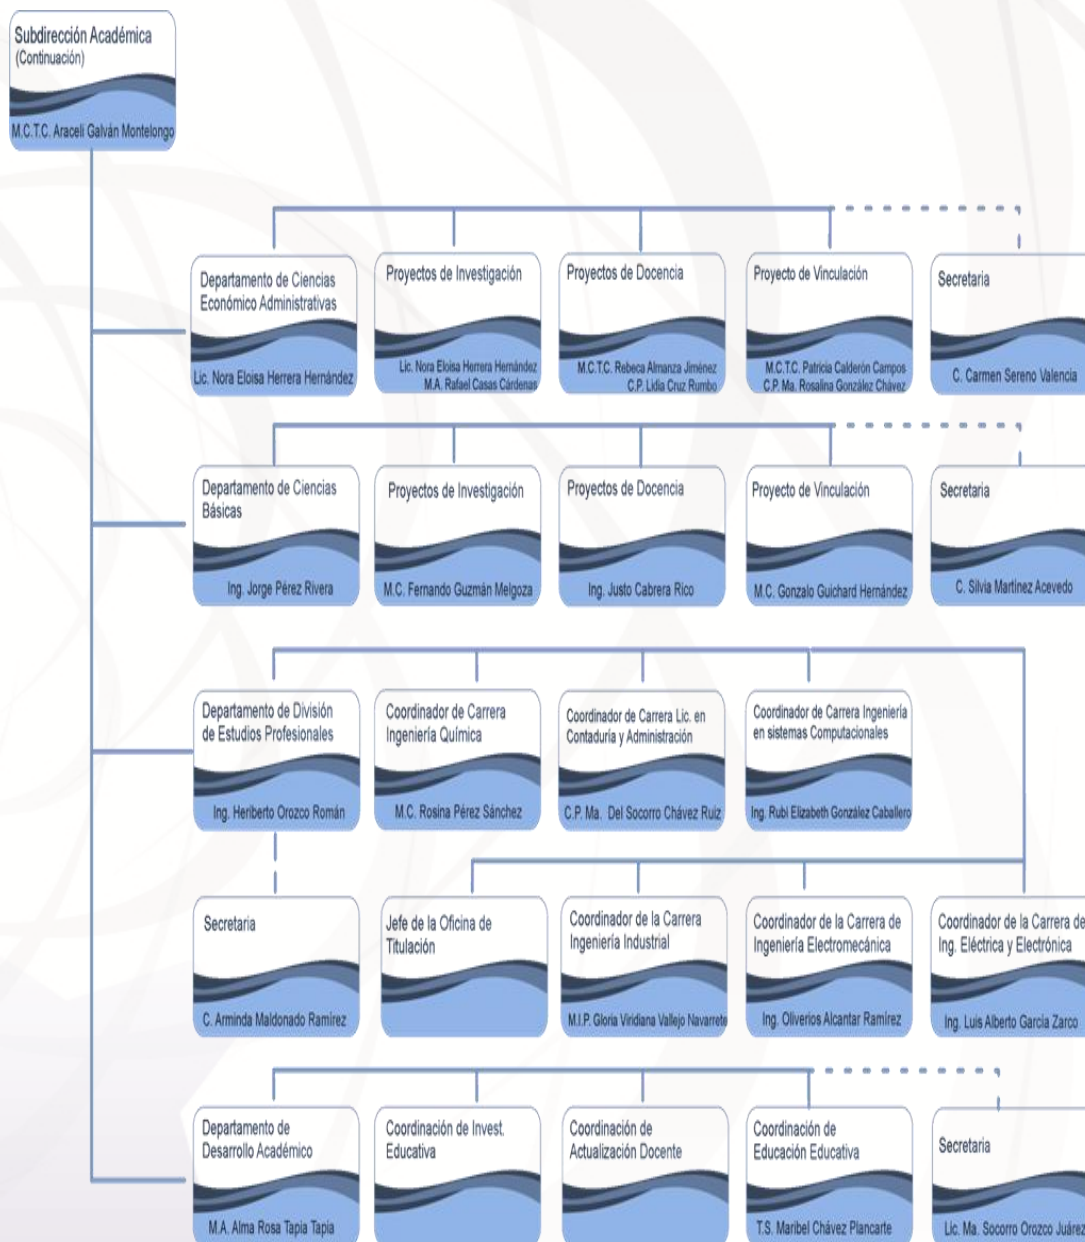 Subdirección Académica
(Continuación)
M.C.T.C. Araceli Galván Montelongo
Departamento de Ciencias
Económico Administrativas
Lic. Nora Eloisa Herrera Hernández
Proyectos de Investigación
Lic. Nora Eloisa Herrera Hernández
M.A. Rafael Casas Cárdenas
Proyectos de Docencia
M.C.T.C. Rebeca Almanza Jiménez
C.P. Lidia Cruz Rumbo
Proyecto de Vinculación
M.C.T.C. Patricia Calderón Campos
C.P. Ma. Rosalina González Chávez
Secretaria
C. Carmen Sereno Valencia
Departamento de Ciencias
Básicas
Ing. Jorge Pérez Rivera
Proyectos de Investigación
M.C. Fernando Guzmán Melgoza
Proyectos de Docencia
Ing. Justo Cabrera Rico
Proyecto de Vinculación
M.C. Gonzalo Guichard Hernández
Secretaria
C. Silvia Martínez Acevedo
Departamento de División
de Estudios Profesionales
Ing. Heriberto Orozco Román
Coordinador de Carrera
Ingeniería Química
M.C. Rosina Pérez Sánchez
Coordinador de Carrera Lic. en
Contaduría y Administración
C.P. Ma. Del Socorro Chávez Ruiz
Coordinador de Carrera Ingeniería
en sistemas Computacionales
Ing. Rubi Elizabeth González Caballero
Secretaria
C. Arminda Maldonado Ramírez
Jefe de la Oficina de
Titulación
Coordinador de la Carrera
Ingeniería Industrial
M.I.P. Gloria Viridiana Vallejo Navarrete
Coordinador de la Carrera de
Ingeniería Electromecánica
Ing. Oliverios Alcantar Ramírez
Coordinador de la Carrera de
Ing. Eléctrica y Electrónica
Ing. Luis Alberto García Zarco
Departamento de
Desarrollo Académico
M.A. Alma Rosa Tapia Tapia
Coordinación de Invest.
Educativa
Coordinación de
Actualización Docente
Coordinación de
Educación Educativa
T.S. Maribel Chávez Plancarte
Secretaria
Lic. Ma. Socorro Orozco Juárez